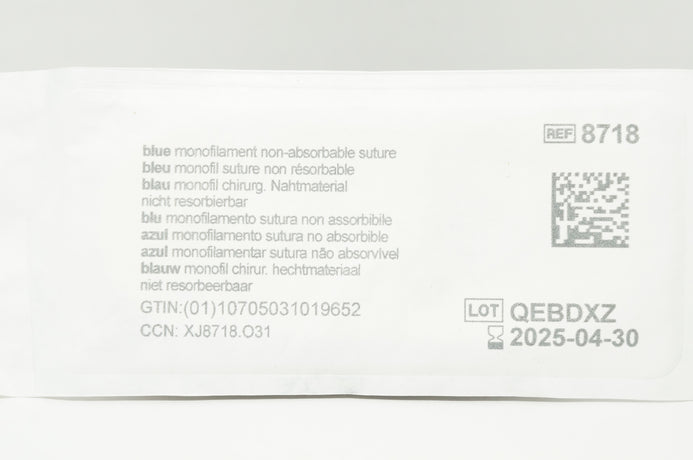 blue monofilament non-absorbable suture
bleu monofil suture non résorbable
blau monofil chirurg. Nahtmaterial
nicht resorbierbar
blu monofilamento sutura non assorbibile
azul monofilamento sutura no absorbible
azul monofilamentar sutura não absorvível
blauw monofil chirur. hechtmateriaal
niet resorbeerbaar
GTIN:(01)10705031019652
CCN: XJ8718.O31
REF 8718
LOT QEBDXZ
2025-04-30